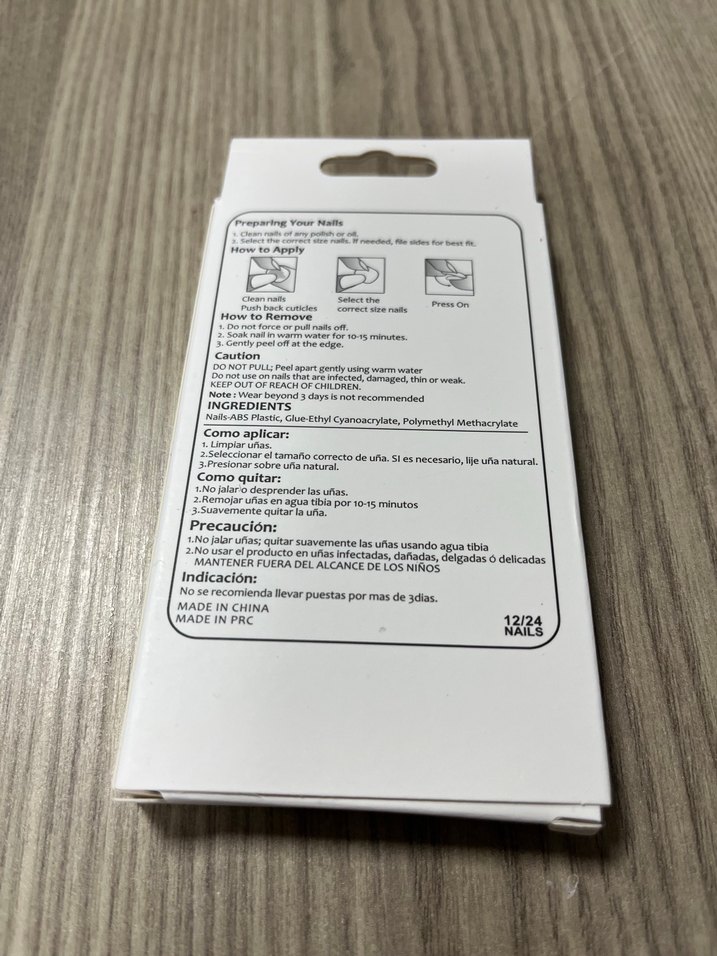 Preparing Your Nails
1. Clean nails of any polish or oil.
2. Select the correct size nails. If needed, file sides for best fit.
How to Apply
Clean nails
Push back cuticles
Select the
correct size nails
Press On
How to Remove
1. Do not force or pull nails off.
2. Soak nail in warm water for 10-15 minutes.
3. Gently peel off at the edge.
Caution
DO NOT PULL; Peel apart gently using warm water
Do not use on nails that are infected, damaged, thin or weak.
KEEP OUT OF REACH OF CHILDREN.
Note : Wear beyond 3 days is not recommended
INGREDIENTS
Nails-ABS Plastic, Glue-Ethyl Cyanoacrylate, Polymethyl Methacrylate
Como aplicar:
1. Limpiar uñas.
2.Seleccionar el tamaño correcto de uña. SI es necesario, lije uña natural.
3.Presionar sobre uña natural.
Como quitar:
1.No jalar o desprender las uñas.
2.Remojar uñas en agua tibia por 10-15 minutos
3.Suavemente quitar la uña.
Precaución:
1.No jalar uñas; quitar suavemente las uñas usando agua tibia
2.No usar el producto en uñas infectadas, dañadas, delgadas ó delicadas
MANTENER FUERA DEL ALCANCE DE LOS NIÑOS
Indicación:
No se recomienda llevar puestas por mas de 3dias.
MADE IN CHINA
MADE IN PRC
12/24
NAILS